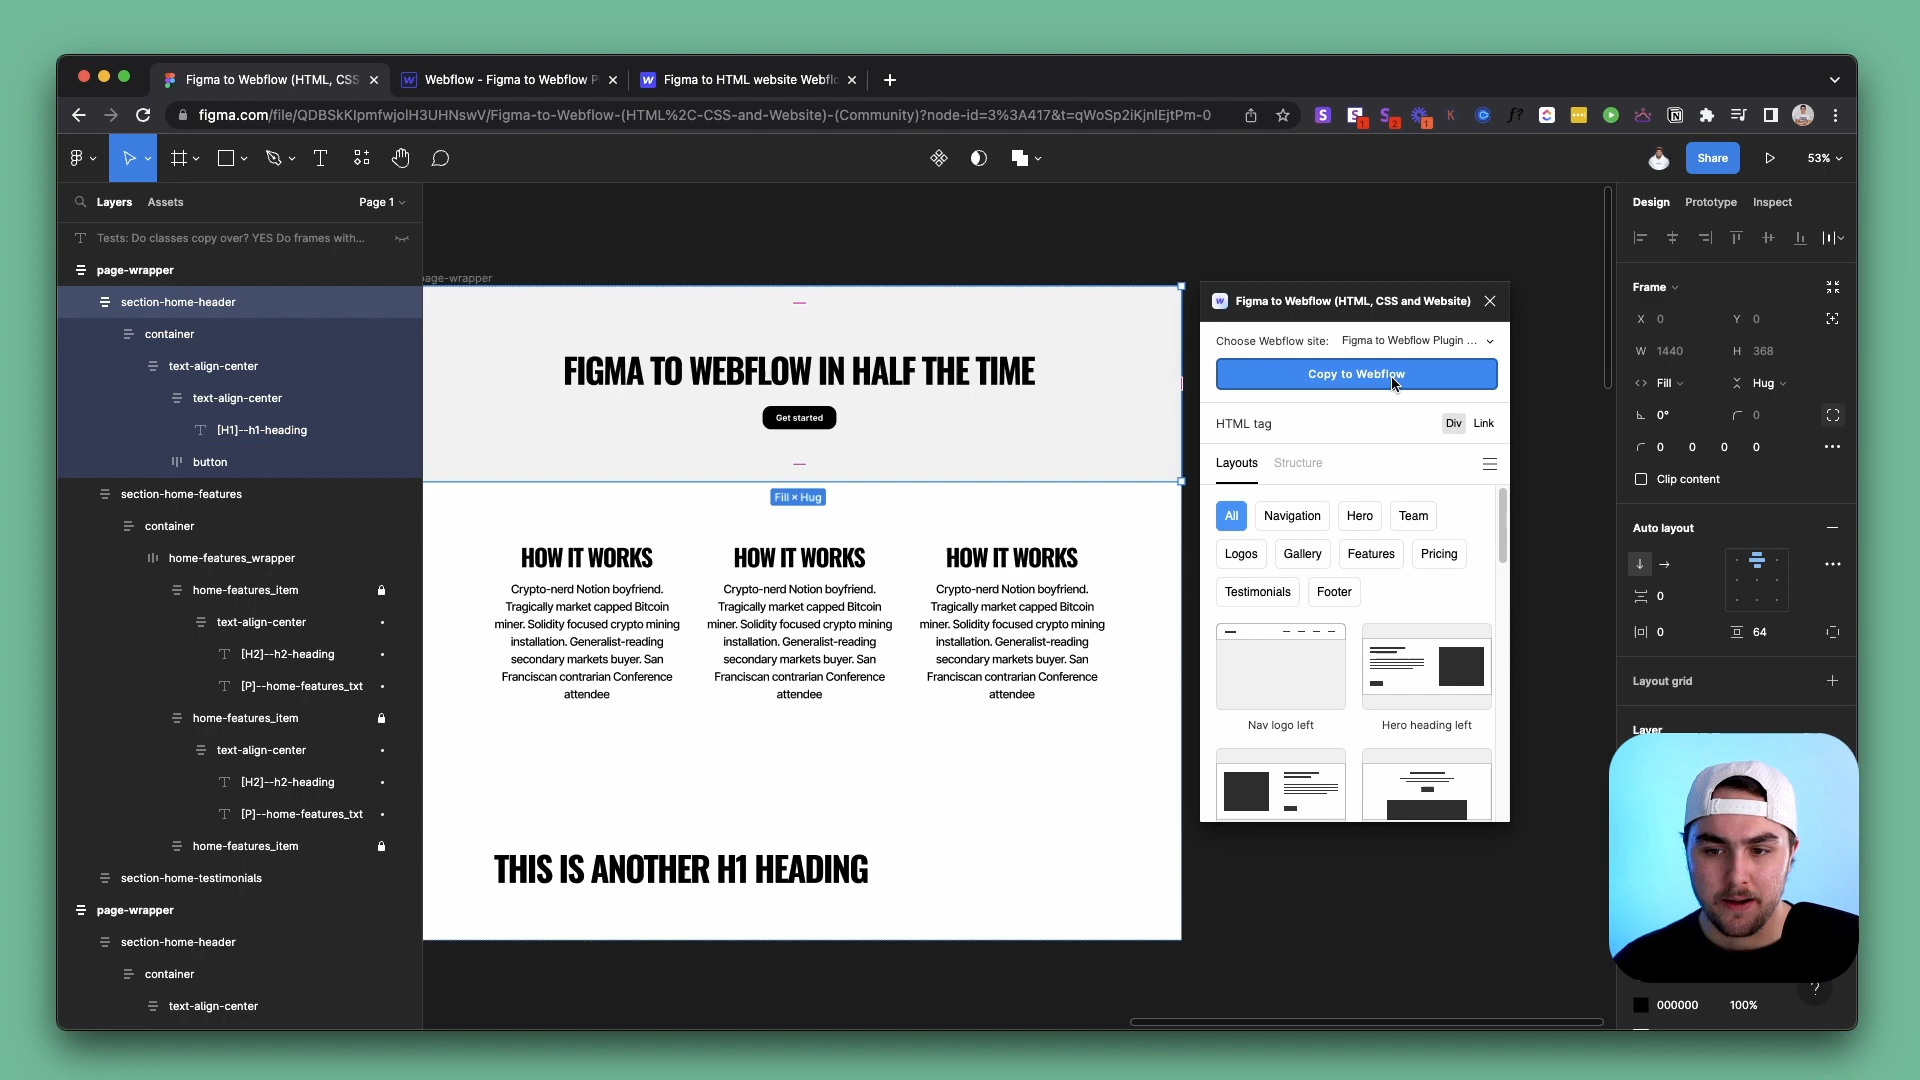 Figma to Webflow (HTML, CSS
Webflow - Figma to Webflow P
Figma to HTML website Webfl
figma.com/file/QDBSkKIpmfwjolH3UHNswV/Figma-to-Webflow-(HTML%2C-CSS-and-Website)-(Community)?node-id=3%3A417&t=qWoSp2iKjnlEjtPm-0
Share
53%
Layers
Assets
Page 1
Design
Prototype
Inspect
Tests: Do classes copy over? YES Do frames with...
page-wrapper
section-home-header
container
text-align-center
text-align-center
[H1]--h1-heading
button
section-home-features
container
home-features_wrapper
home-features_item
text-align-center
[H2]--h2-heading
[P]--home-features_txt
home-features_item
text-align-center
[H2]--h2-heading
[P]--home-features_txt
home-features_item
section-home-testimonials
page-wrapper
section-home-header
container
text-align-center
page-wrapper
FIGMA TO WEBFLOW IN HALF THE TIME
Get started
Fill × Hug
HOW IT WORKS
Crypto-nerd Notion boyfriend.
Tragically market capped Bitcoin
miner. Solidity focused crypto mining
installation. Generalist-reading
secondary markets buyer. San
Franciscan contrarian Conference
attendee
HOW IT WORKS
Crypto-nerd Notion boyfriend.
Tragically market capped Bitcoin
miner. Solidity focused crypto mining
installation. Generalist-reading
secondary markets buyer. San
Franciscan contrarian Conference
attendee
HOW IT WORKS
Crypto-nerd Notion boyfriend.
Tragically market capped Bitcoin
miner. Solidity focused crypto mining
installation. Generalist-reading
secondary markets buyer. San
Franciscan contrarian Conference
attendee
THIS IS ANOTHER H1 HEADING
Figma to Webflow (HTML, CSS and Website)
Choose Webflow site: Figma to Webflow Plugin ...
Copy to Webflow
HTML tag
Div
Link
Layouts
Structure
All
Navigation
Hero
Team
Logos
Gallery
Features
Pricing
Testimonials
Footer
Nav logo left
Hero heading left
Frame
X 0
Y 0
W 1440
H 368
Fill
Hug
0°
0
0 0 0 0
Clip content
Auto layout
0
0
64
Layout grid
Layer
000000
100%
?